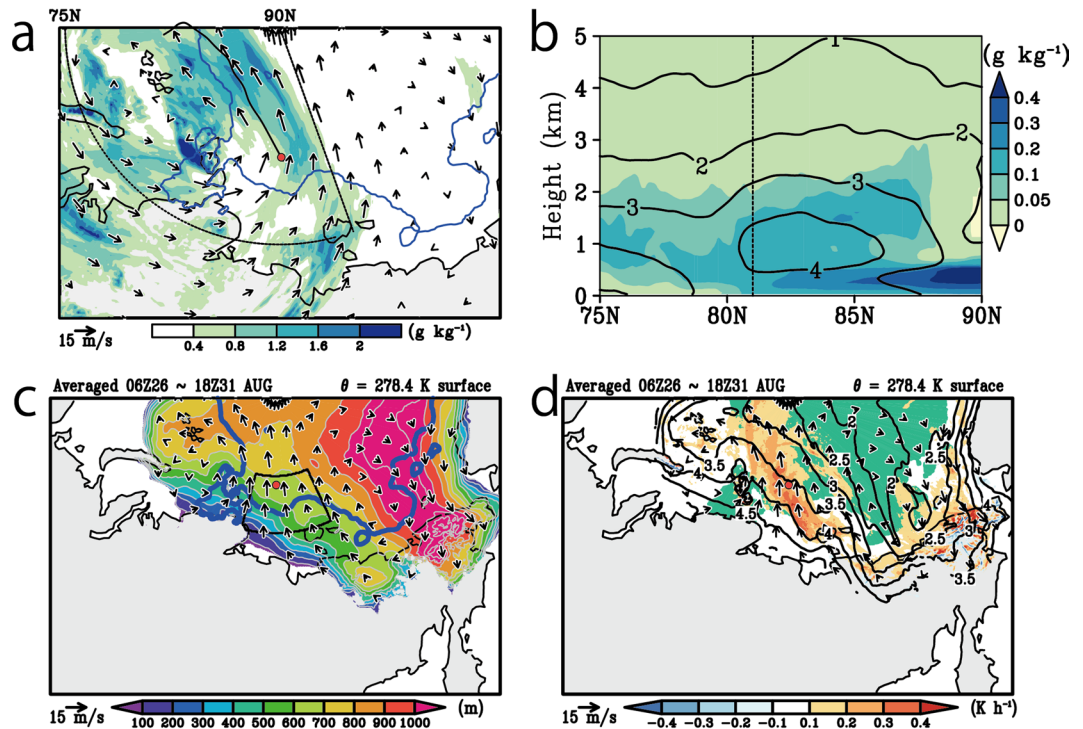 a
75N 90N
15 m/s
0.4 0.8 1.2 1.6 2
(g kg⁻¹)
b
(g kg⁻¹)
Height (km)
5
4
3
2
1
0
75N 80N 85N 90N
1
2
3
3
4
0.4
0.3
0.2
0.1
0.05
0
c
Averaged 06Z26 ~ 18Z31 AUG θ = 278.4 K surface
15 m/s
100 200 300 400 500 600 700 800 900 1000
(m)
d
Averaged 06Z26 ~ 18Z31 AUG θ = 278.4 K surface
2
2.5
2.5
3.5
4
4.5
3
3.5
2
4
2.5
4
3
3.5
15 m/s
−0.4 −0.3 −0.2 −0.1 0.1 0.2 0.3 0.4
(K h⁻¹)